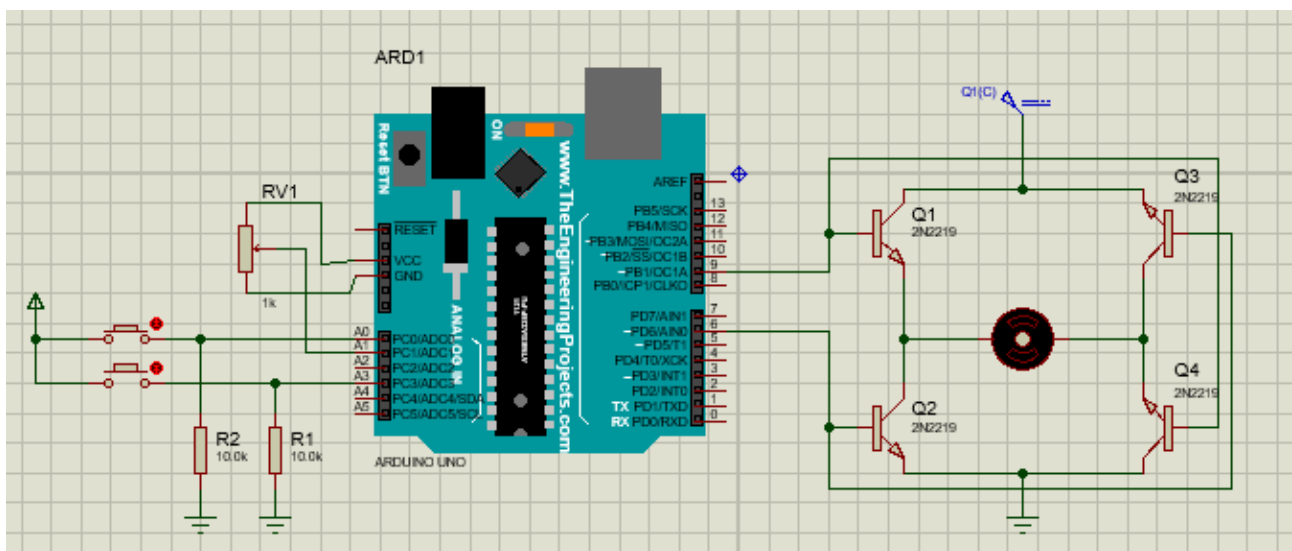 ARD1
RV1
1k
Reset BTN
ON
www.TheEngineeringProjects.com
RESET
VCC
GND
A0
A1
A2
A3
A4
A5
PC0/ADC0
PC1/ADC1
PC2/ADC2
PC3/ADC3
PC4/ADC4/SDA
PC5/ADC5/SCL
ANALOG IN
AREF
13
PB5/SCK
12
PB4/MISO
11
~PB3/MOSI/OC2A
10
~PB2/SS/OC1B
9
~PB1/OC1A
8
PB0/ICP1/CLKO
7
PD7/AIN1
6
~PD6/AIN0
5
~PD5/T1
4
PD4/T0/XCK
3
~PD3/INT1
2
PD2/INT0
1
TX PD1/TXD
0
RX PD0/RXD
ARDUINO UNO
R2
10.0k
R1
10.0k
Q1(C)
Q1
2N2219
Q3
2N2219
Q2
2N2219
Q4
2N2219